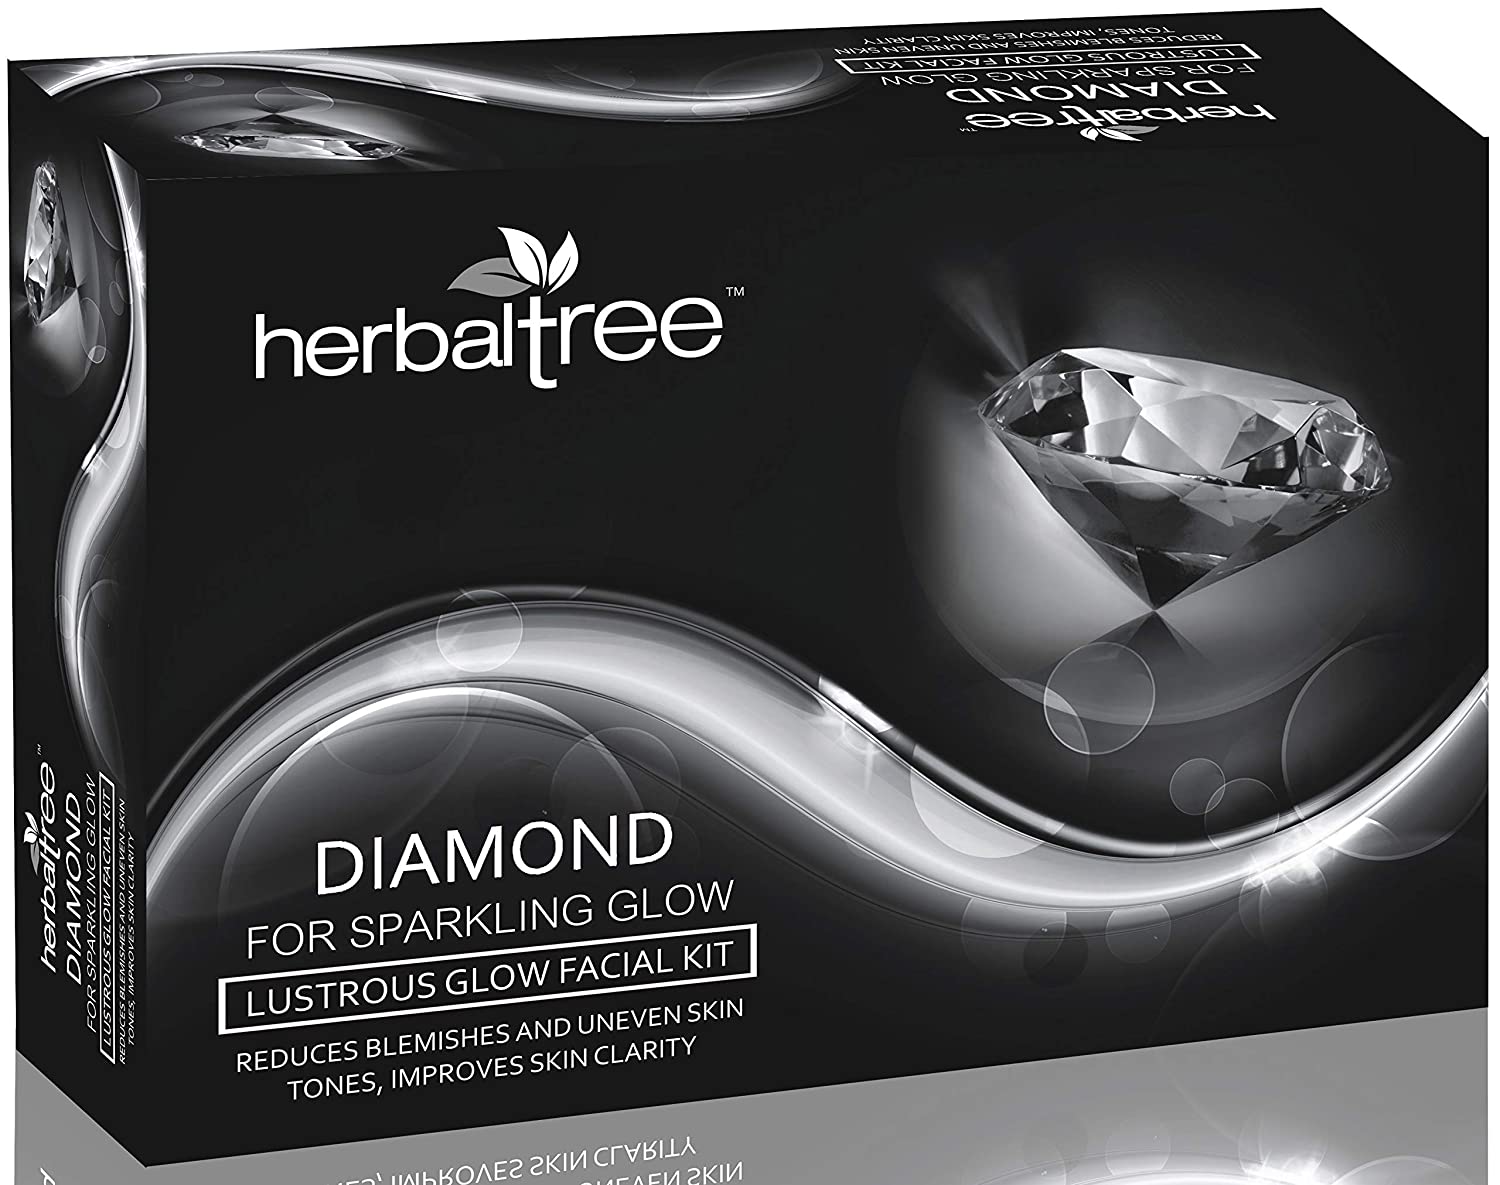 REDUCES BLEMISHES AND UNEVEN SKIN
TONES, IMPROVES SKIN CLARITY
LUSTROUS GLOW FACIAL KIT
FOR SPARKLING GLOW
DIAMOND
herbaltree™
herbaltree™
DIAMOND
FOR SPARKLING GLOW
LUSTROUS GLOW FACIAL KIT
REDUCES BLEMISHES AND UNEVEN SKIN
TONES, IMPROVES SKIN CLARITY
herbaltree™
DIAMOND
FOR SPARKLING GLOW
LUSTROUS GLOW FACIAL KIT
REDUCES BLEMISHES AND UNEVEN SKIN
TONES, IMPROVES SKIN CLARITY